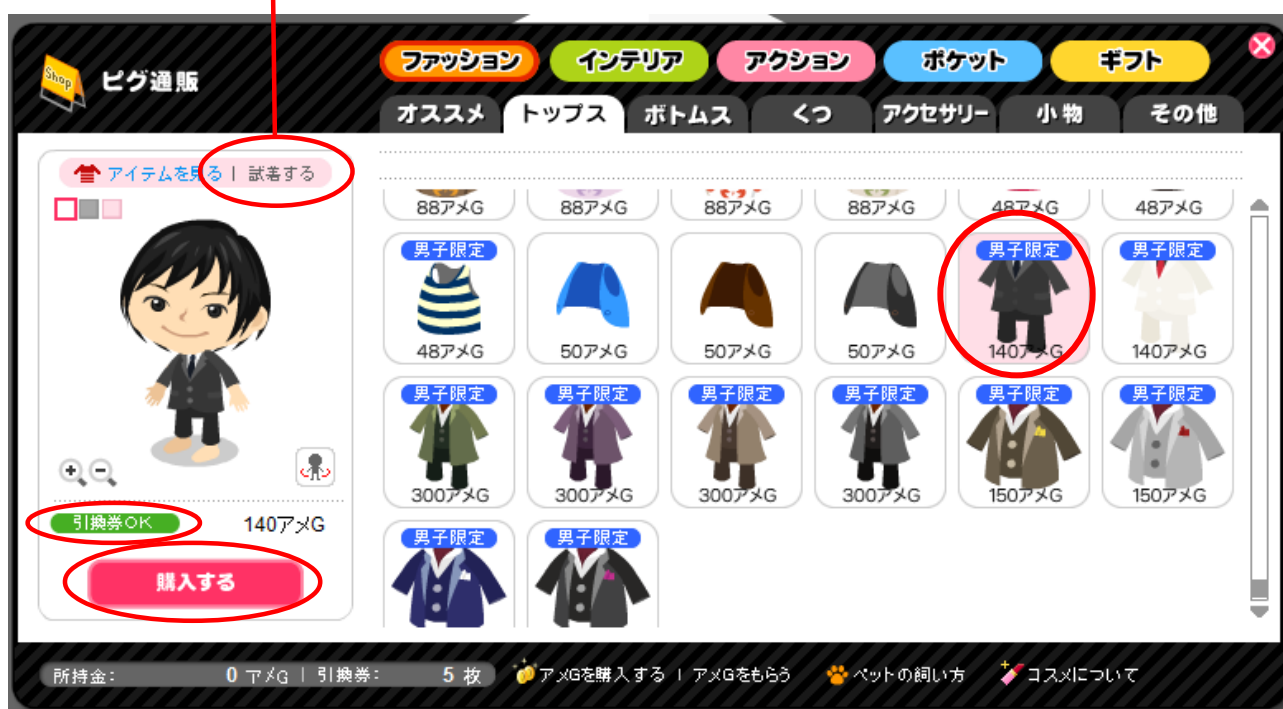 Shop
ピグ通販
ファッション インテリア アクション ポケット ギフト
オススメ トップス ボトムス くつ アクセサリー 小物 その他
アイテムを見る | 試着する
88アメG 88アメG 88アメG 88アメG 48アメG 48アメG
男子限定 男子限定 男子限定
48アメG 50アメG 50アメG 50アメG 140アメG 140アメG
男子限定 男子限定 男子限定 男子限定 男子限定 男子限定
300アメG 300アメG 300アメG 300アメG 150アメG 150アメG
引換券OK 140アメG
男子限定 男子限定
購入する
所持金: 0 アメG | 引換券: 5 枚 アメGを購入する | アメGをもらう ペットの飼い方 コスメについて